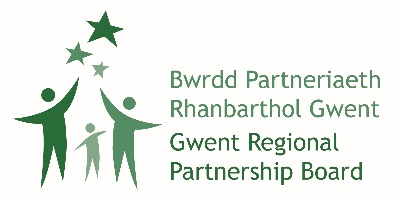 Bwrdd Partneriaeth
Rhanbarthol Gwent
Gwent Regional
Partnership Board